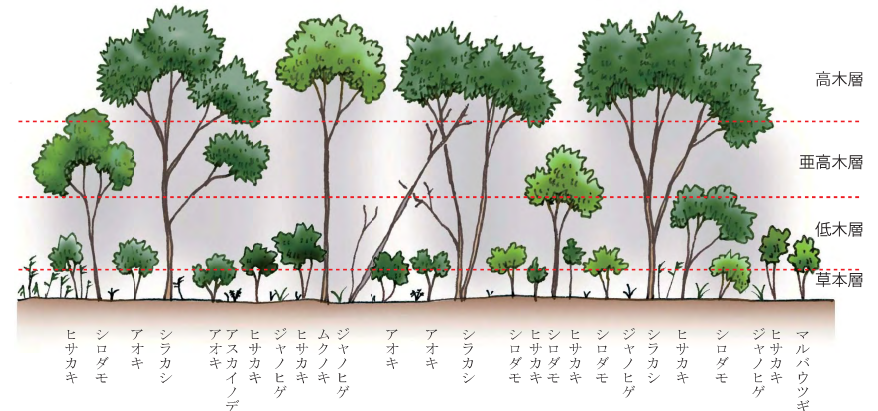 高木層
亜高木層
低木層
草本層
ヒサカキ
シロダモ
アオキ
シラカシ
アオキ
アスカイノデ
ヒサカキ
ジャノヒゲ
ヒサカキ
ムクノキ
ジャノヒゲ
アオキ
アオキ
シラカシ
シロダモ
ヒサカキ
シロダモ
ヒサカキ
シロダモ
ジャノヒゲ
シラカシ
ヒサカキ
シロダモ
ジャノヒゲ
ヒサカキ
マルバウツギ